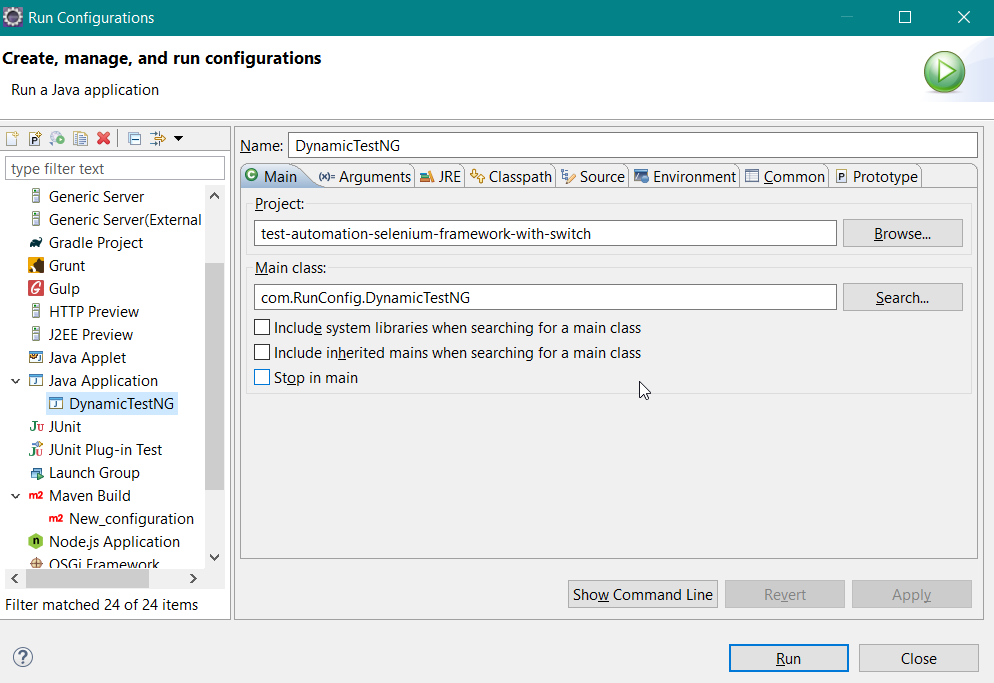 Run Configurations
Create, manage, and run configurations
Run a Java application
type filter text
Generic Server
Generic Server(External
Gradle Project
Grunt
Gulp
HTTP Preview
J2EE Preview
Java Applet
Java Application
DynamicTestNG
JUnit
JUnit Plug-in Test
Launch Group
Maven Build
New_configuration
Node.js Application
OSGi Framework
Filter matched 24 of 24 items
Name: DynamicTestNG
Main (x)= Arguments JRE Classpath Source Environment Common P Prototype
Project:
test-automation-selenium-framework-with-switch Browse...
Main class:
com.RunConfig.DynamicTestNG Search...
Include system libraries when searching for a main class
Include inherited mains when searching for a main class
Stop in main
Show Command Line Revert Apply
Run Close